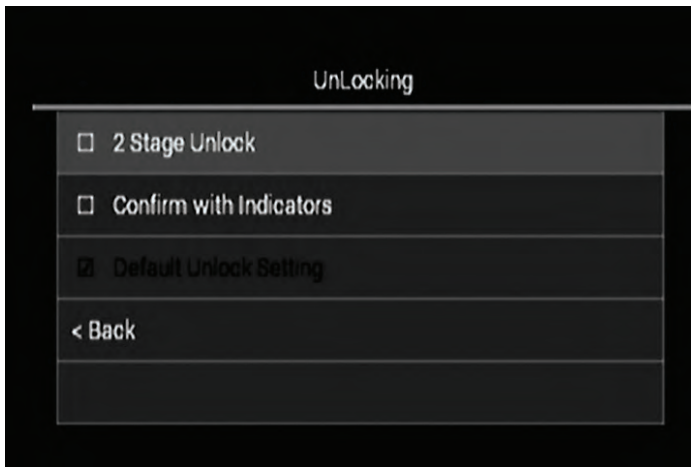 UnLocking
2 Stage Unlock
Confirm with Indicators
Default Unlock Setting
< Back